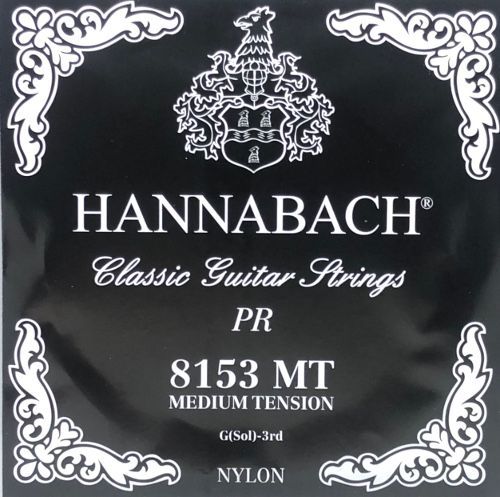 HANNABACH®
Classic Guitar Strings
PR
8153 MT
MEDIUM TENSION
G(Sol)-3rd
NYLON